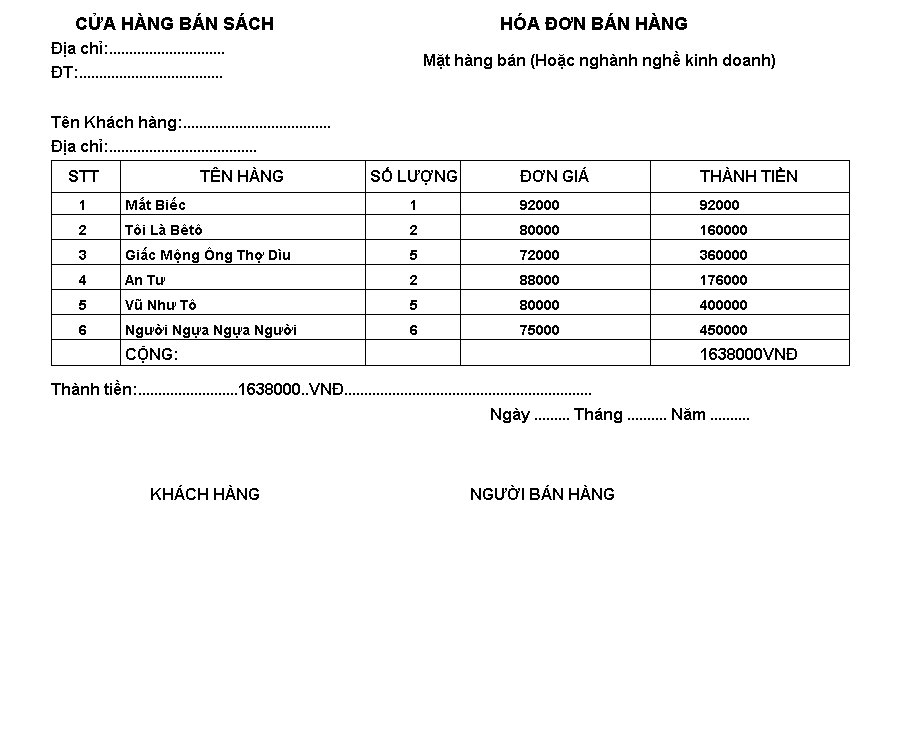 CỬA HÀNG BÁN SÁCH HÓA ĐƠN BÁN HÀNG
Địa chỉ:.............................
Mặt hàng bán (Hoặc nghành nghề kinh doanh)
ĐT:....................................
Tên Khách hàng:.....................................
Địa chỉ:.....................................
STT TÊN HÀNG SỐ LƯỢNG ĐƠN GIÁ THÀNH TIỀN
1 Mắt Biếc 1 92000 92000
2 Tôi Là Bêtô 2 80000 160000
3 Giấc Mộng Ông Thợ Dìu 5 72000 360000
4 An Tư 2 88000 176000
5 Vũ Như Tô 5 80000 400000
6 Người Ngựa Ngựa Người 6 75000 450000
CỘNG: 1638000VNĐ
Thành tiền:.........................1638000..VNĐ..............................................................
Ngày ......... Tháng .......... Năm ..........
KHÁCH HÀNG NGƯỜI BÁN HÀNG